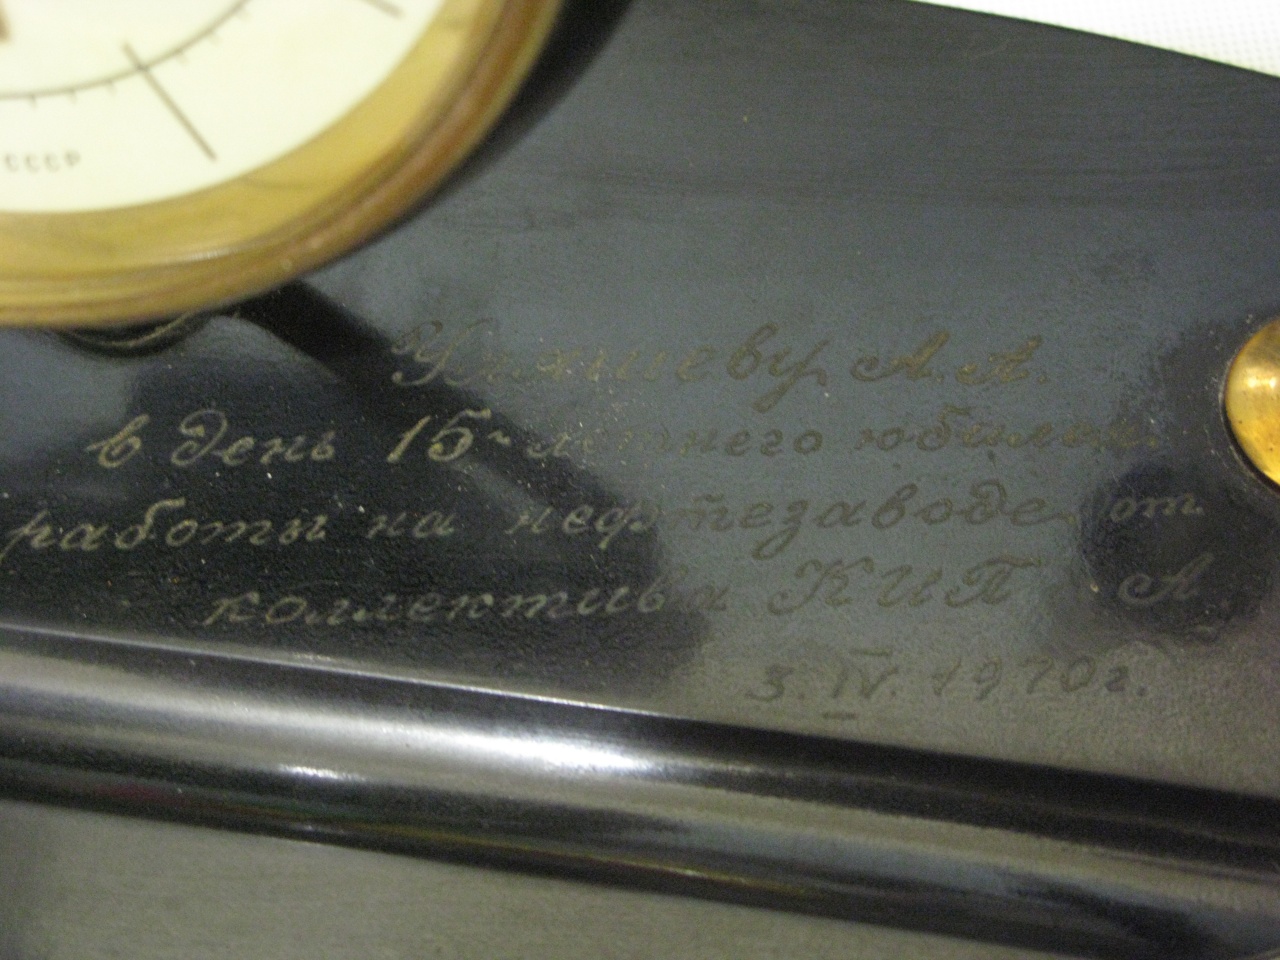 СССР
А. А.
в день 15-летнего юбилея
работы на нефтезаводе, от
коллектива КИП и А.
3. IV. 1970г.